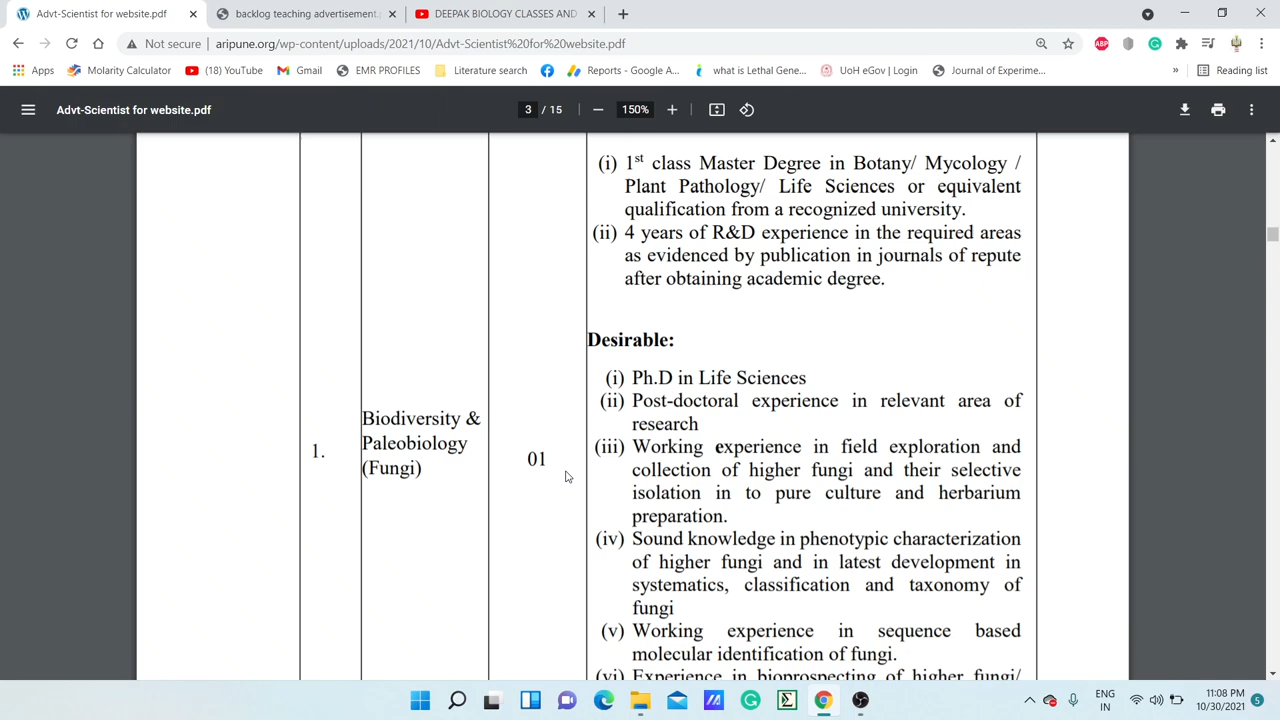 Advt-Scientist for website.pdf
backlog teaching advertisement.
DEEPAK BIOLOGY CLASSES AND
Not secure
aripune.org/wp-content/uploads/2021/10/Advt-Scientist%20for%20website.pdf
ABP
Apps
Molarity Calculator
(18) YouTube
Gmail
EMR PROFILES
Literature search
Reports - Google A...
what is Lethal Gene...
UoH eGov | Login
Journal of Experime...
»
Reading list
Advt-Scientist for website.pdf
3 / 15
150%
(i) 1st class Master Degree in Botany/ Mycology /
Plant Pathology/ Life Sciences or equivalent
qualification from a recognized university.
(ii) 4 years of R&D experience in the required areas
as evidenced by publication in journals of repute
after obtaining academic degree.
Desirable:
1.
Biodiversity &
Paleobiology
(Fungi)
01
(i) Ph.D in Life Sciences
(ii) Post-doctoral experience in relevant area of
research
(iii) Working experience in field exploration and
collection of higher fungi and their selective
isolation in to pure culture and herbarium
preparation.
(iv) Sound knowledge in phenotypic characterization
of higher fungi and in latest development in
systematics, classification and taxonomy of
fungi
(v) Working experience in sequence based
molecular identification of fungi.
(vi) Experience in bioprospecting of higher fungi/
ENG
IN
11:08 PM
10/30/2021
5